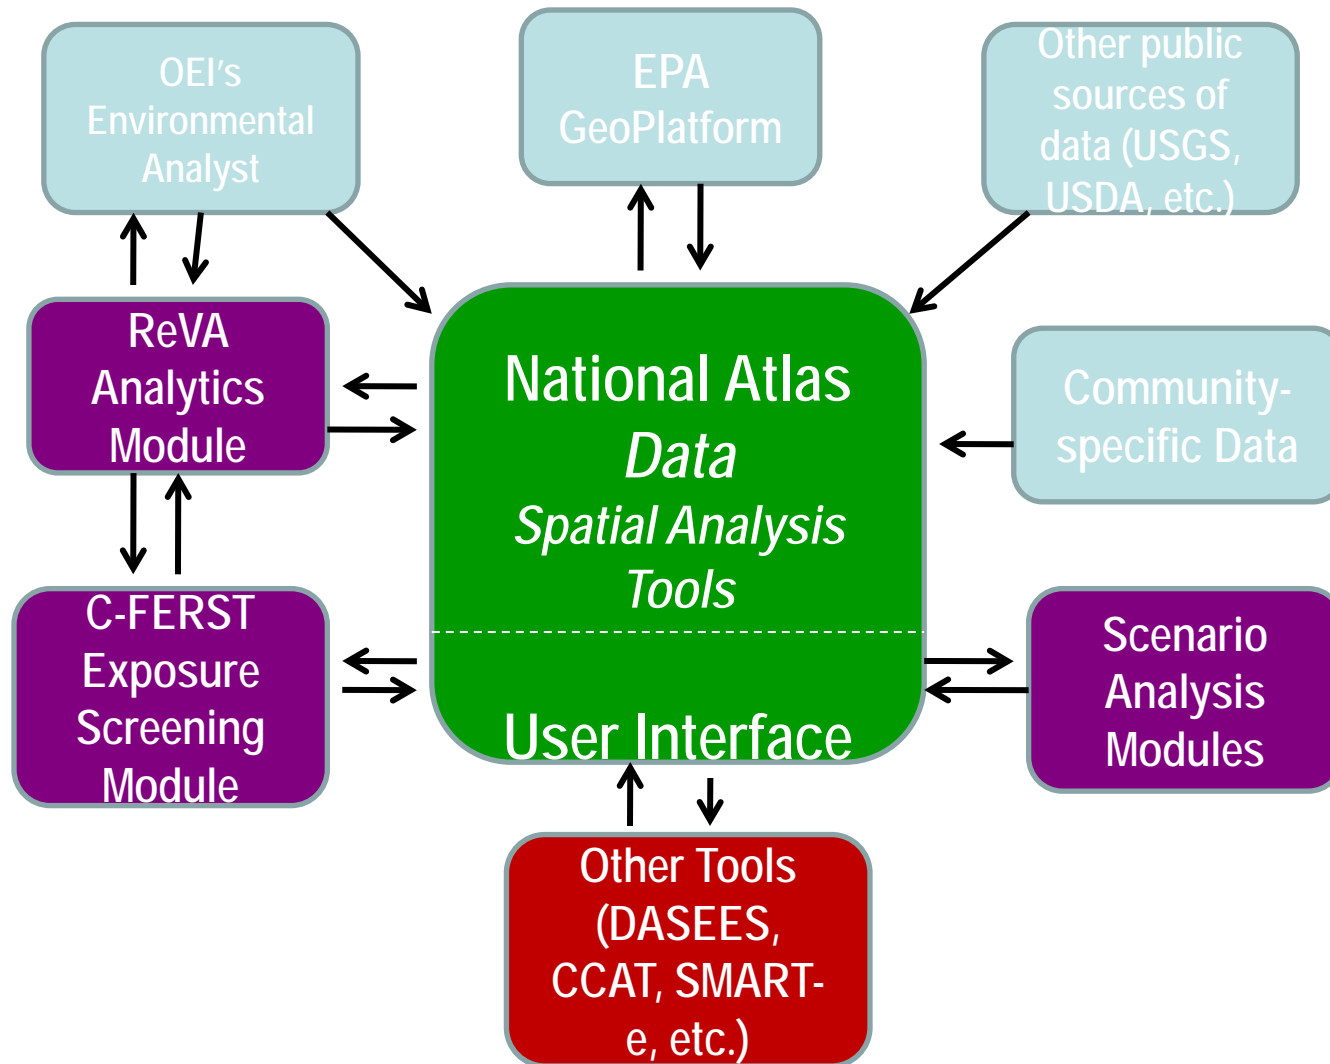 OEI's
Environmental
Analyst
EPA
GeoPlatform
Other public
sources of
data (USGS,
USDA, etc.)
ReVA
Analytics
Module
National Atlas
Data
Spatial Analysis
Tools
User Interface
Community-
specific Data
C-FERST
Exposure
Screening
Module
Scenario
Analysis
Modules
Other Tools
(DASEES,
CCAT, SMART-
e, etc.)